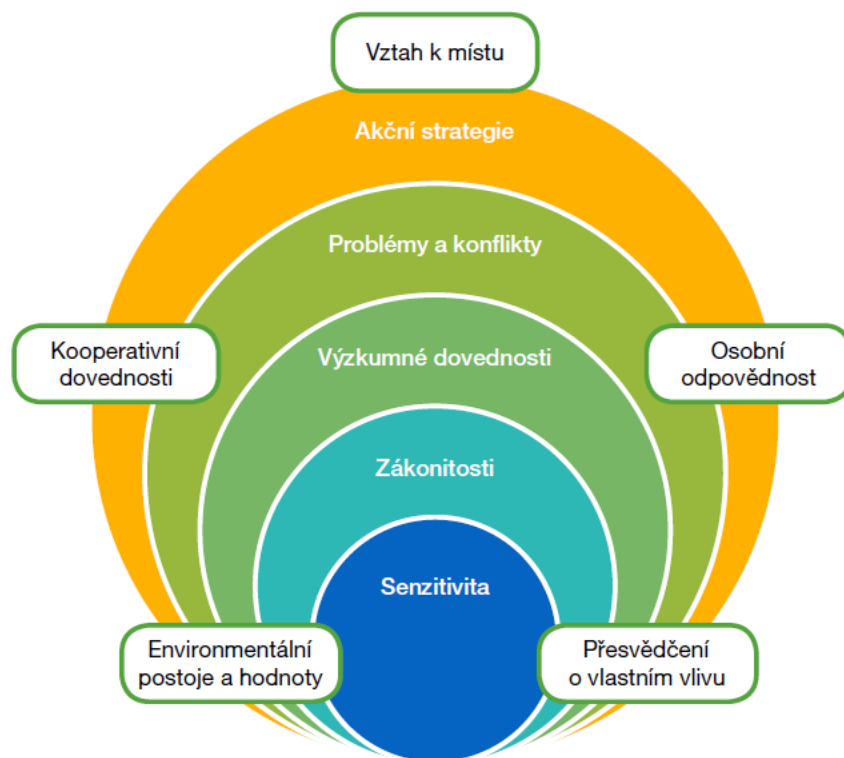 Vztah k místu
Akční strategie
Problémy a konflikty
Kooperativní
dovednosti
Výzkumné dovednosti
Osobní
odpovědnost
Zákonitosti
Senzitivita
Environmentální
postoje a hodnoty
Přesvědčení
o vlastním vlivu